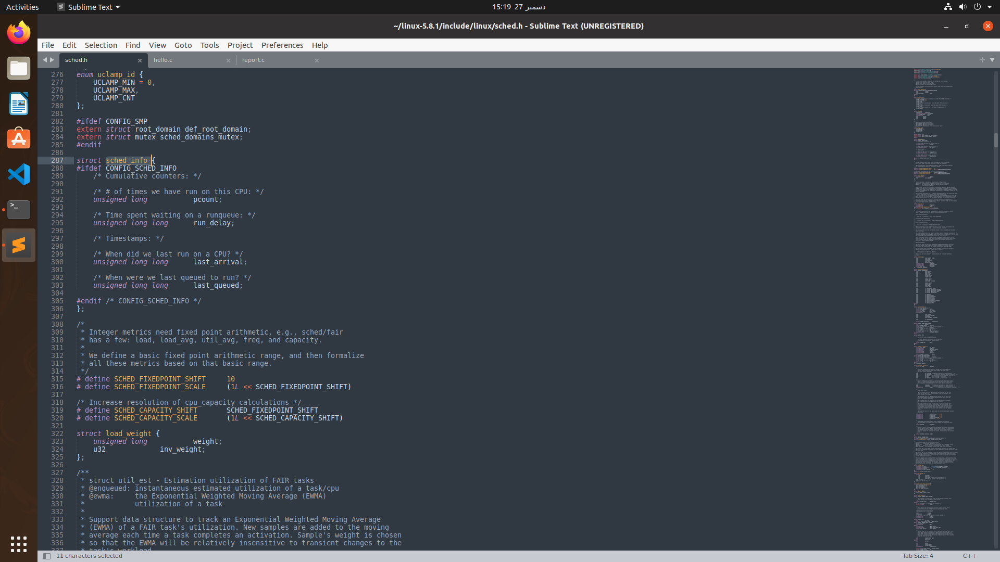 Activities
Sublime Text
15:19 27 دسمبر
~/linux-5.8.1/include/linux/sched.h - Sublime Text (UNREGISTERED)
File Edit Selection Find View Goto Tools Project Preferences Help
sched.h × hello.c × report.c ×
276 enum uclamp_id {
277 UCLAMP_MIN = 0,
278 UCLAMP_MAX,
279 UCLAMP_CNT
280 };
281
282 #ifdef CONFIG_SMP
283 extern struct root_domain def_root_domain;
284 extern struct mutex sched_domains_mutex;
285 #endif
286
287 struct sched_info {
288 #ifdef CONFIG_SCHED_INFO
289 /* Cumulative counters: */
290
291 /* # of times we have run on this CPU: */
292 unsigned long pcount;
293
294 /* Time spent waiting on a runqueue: */
295 unsigned long long run_delay;
296
297 /* Timestamps: */
298
299 /* When did we last run on a CPU? */
300 unsigned long long last_arrival;
301
302 /* When were we last queued to run? */
303 unsigned long long last_queued;
304
305 #endif /* CONFIG_SCHED_INFO */
306 };
307
308 /*
309 * Integer metrics need fixed point arithmetic, e.g., sched/fair
310 * has a few: load, load_avg, util_avg, freq, and capacity.
311 *
312 * We define a basic fixed point arithmetic range, and then formalize
313 * all these metrics based on that basic range.
314 */
315 # define SCHED_FIXEDPOINT_SHIFT 10
316 # define SCHED_FIXEDPOINT_SCALE (1L << SCHED_FIXEDPOINT_SHIFT)
317
318 /* Increase resolution of cpu_capacity calculations */
319 # define SCHED_CAPACITY_SHIFT SCHED_FIXEDPOINT_SHIFT
320 # define SCHED_CAPACITY_SCALE (1L << SCHED_CAPACITY_SHIFT)
321
322 struct load_weight {
323 unsigned long weight;
324 u32 inv_weight;
325 };
326
327 /**
328 * struct util_est - Estimation utilization of FAIR tasks
329 * @enqueued: instantaneous estimated utilization of a task/cpu
330 * @ewma: the Exponential Weighted Moving Average (EWMA)
331 * utilization of a task
332 *
333 * Support data structure to track an Exponential Weighted Moving Average
334 * (EWMA) of a FAIR task's utilization. New samples are added to the moving
335 * average each time a task completes an activation. Sample's weight is chosen
336 * so that the EWMA will be relatively insensitive to transient changes to the
337 * task's workload.
11 characters selected
Tab Size: 4
C++